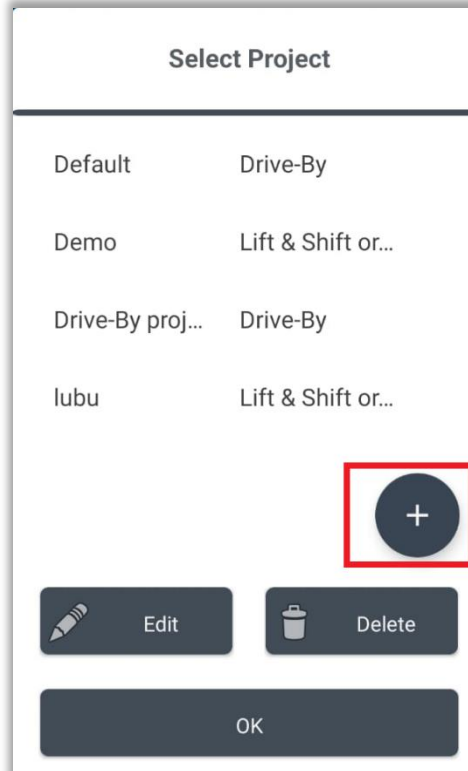 Select Project
Default Drive-By
Demo Lift & Shift or...
Drive-By proj... Drive-By
lubu Lift & Shift or...
+
Edit Delete
OK